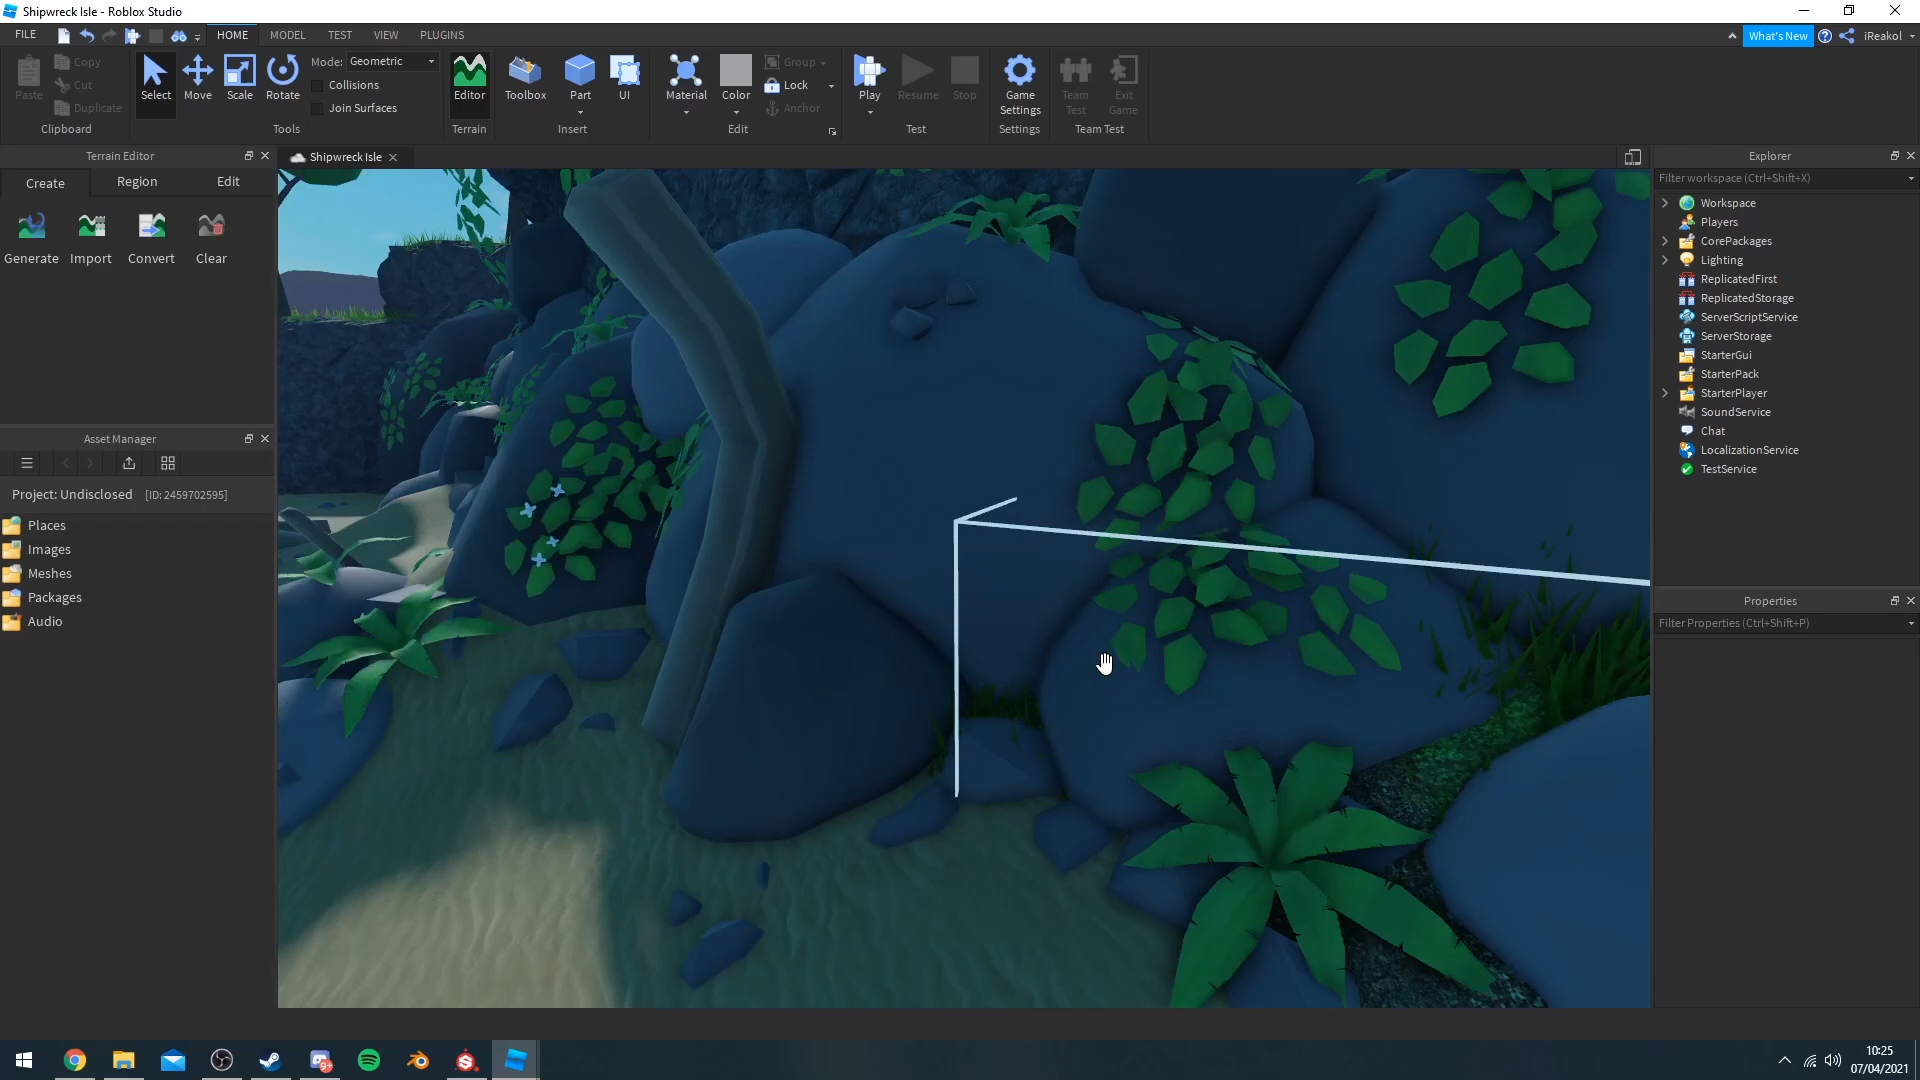 Shipwreck Isle - Roblox Studio
FILE HOME MODEL TEST VIEW PLUGINS What's New iReakol
Paste Copy Cut Duplicate Clipboard
Select Move Scale Rotate Mode: Geometric Collisions Join Surfaces Tools
Editor Terrain
Toolbox Part UI Insert
Material Color Group Lock Anchor Edit
Play Resume Stop Test
Game Settings Settings
Team Test Exit Game Team Test
Terrain Editor
Create Region Edit
Generate Import Convert Clear
Asset Manager
Project: Undisclosed [ID: 2459702595]
Places
Images
Meshes
Packages
Audio
Shipwreck Isle
Explorer
Filter workspace (Ctrl+Shift+X)
Workspace
Players
CorePackages
Lighting
ReplicatedFirst
ReplicatedStorage
ServerScriptService
ServerStorage
StarterGui
StarterPack
StarterPlayer
SoundService
Chat
LocalizationService
TestService
Properties
Filter Properties (Ctrl+Shift+P)
9+
10:25
07/04/2021